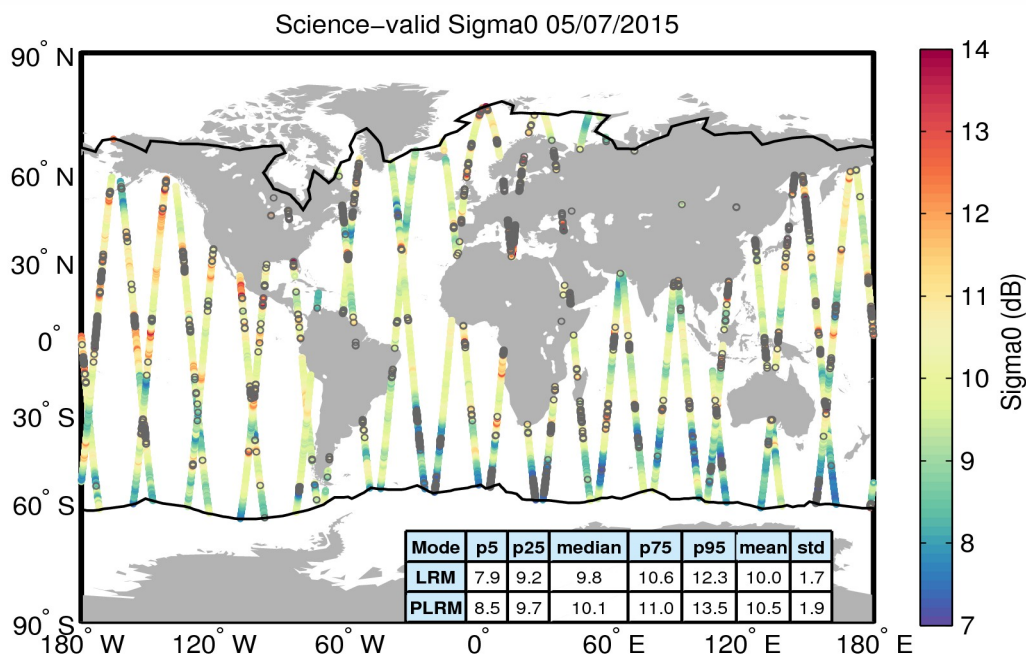 Science−valid Sigma0 05/07/2015
90° N
60° N
30° N
0°
30° S
60° S
90° S
180° W
120° W
60° W
0°
60° E
120° E
180° E
14
13
12
11
10
9
8
7
Sigma0 (dB)
Mode p5 p25 median p75 p95 mean std
LRM 7.9 9.2 9.8 10.6 12.3 10.0 1.7
PLRM 8.5 9.7 10.1 11.0 13.5 10.5 1.9